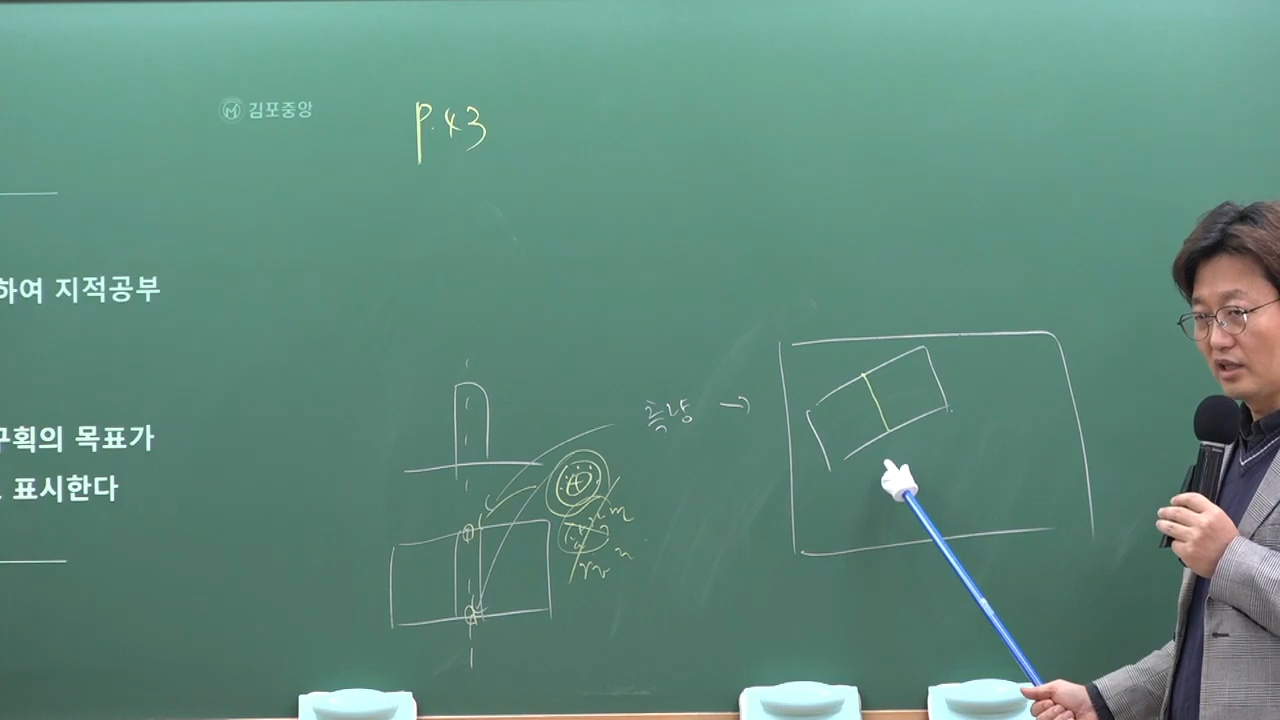 김포중앙
p.43
하여 지적공부
구획의 목표가
표시한다
측량 →